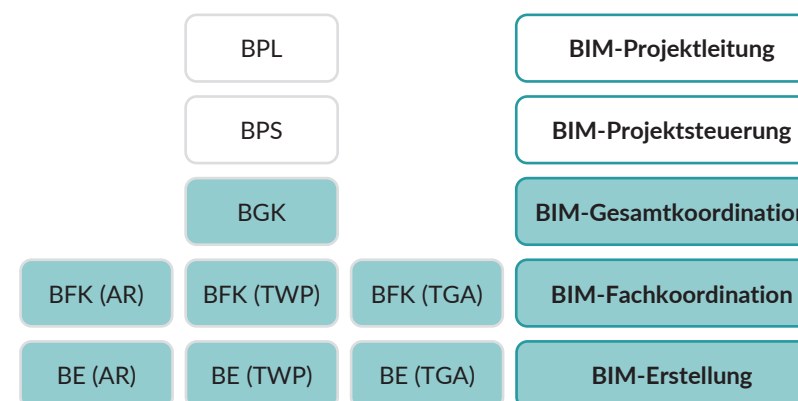 BPL BIM-Projektleitung
BPS BIM-Projektsteuerung
BGK BIM-Gesamtkoordination
BFK (AR) BFK (TWP) BFK (TGA) BIM-Fachkoordination
BE (AR) BE (TWP) BE (TGA) BIM-Erstellung